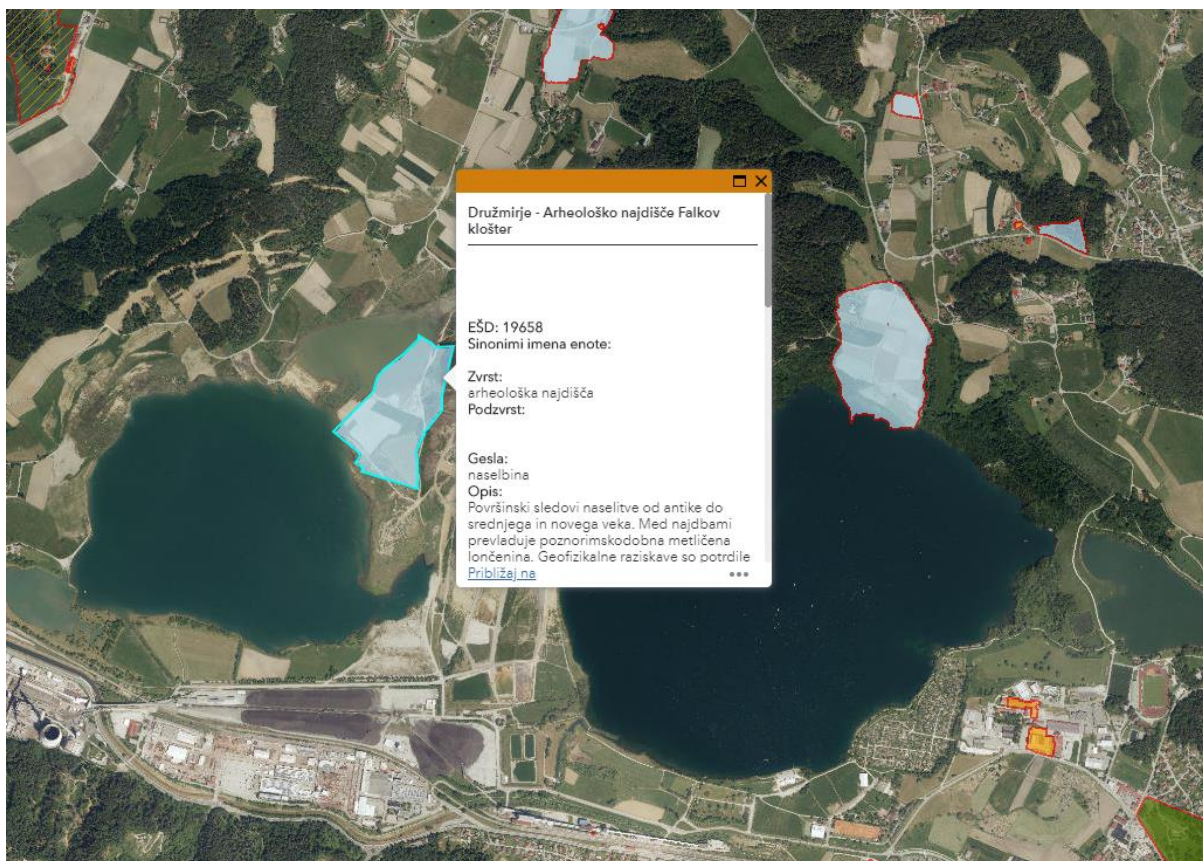 Družmirje - Arheološko najdišče Falkov
klošter
EŠD: 19658
Sinonimi imena enote:
Zvrst:
arheološka najdišča
Podzvrst:
Gesla:
naselbina
Opis:
Površinski sledovi naselitve od antike do
srednjega in novega veka. Med najdbami
prevladuje poznorimskodobna metličena
lončenina. Geofizikalne raziskave so potrdile
Približaj na